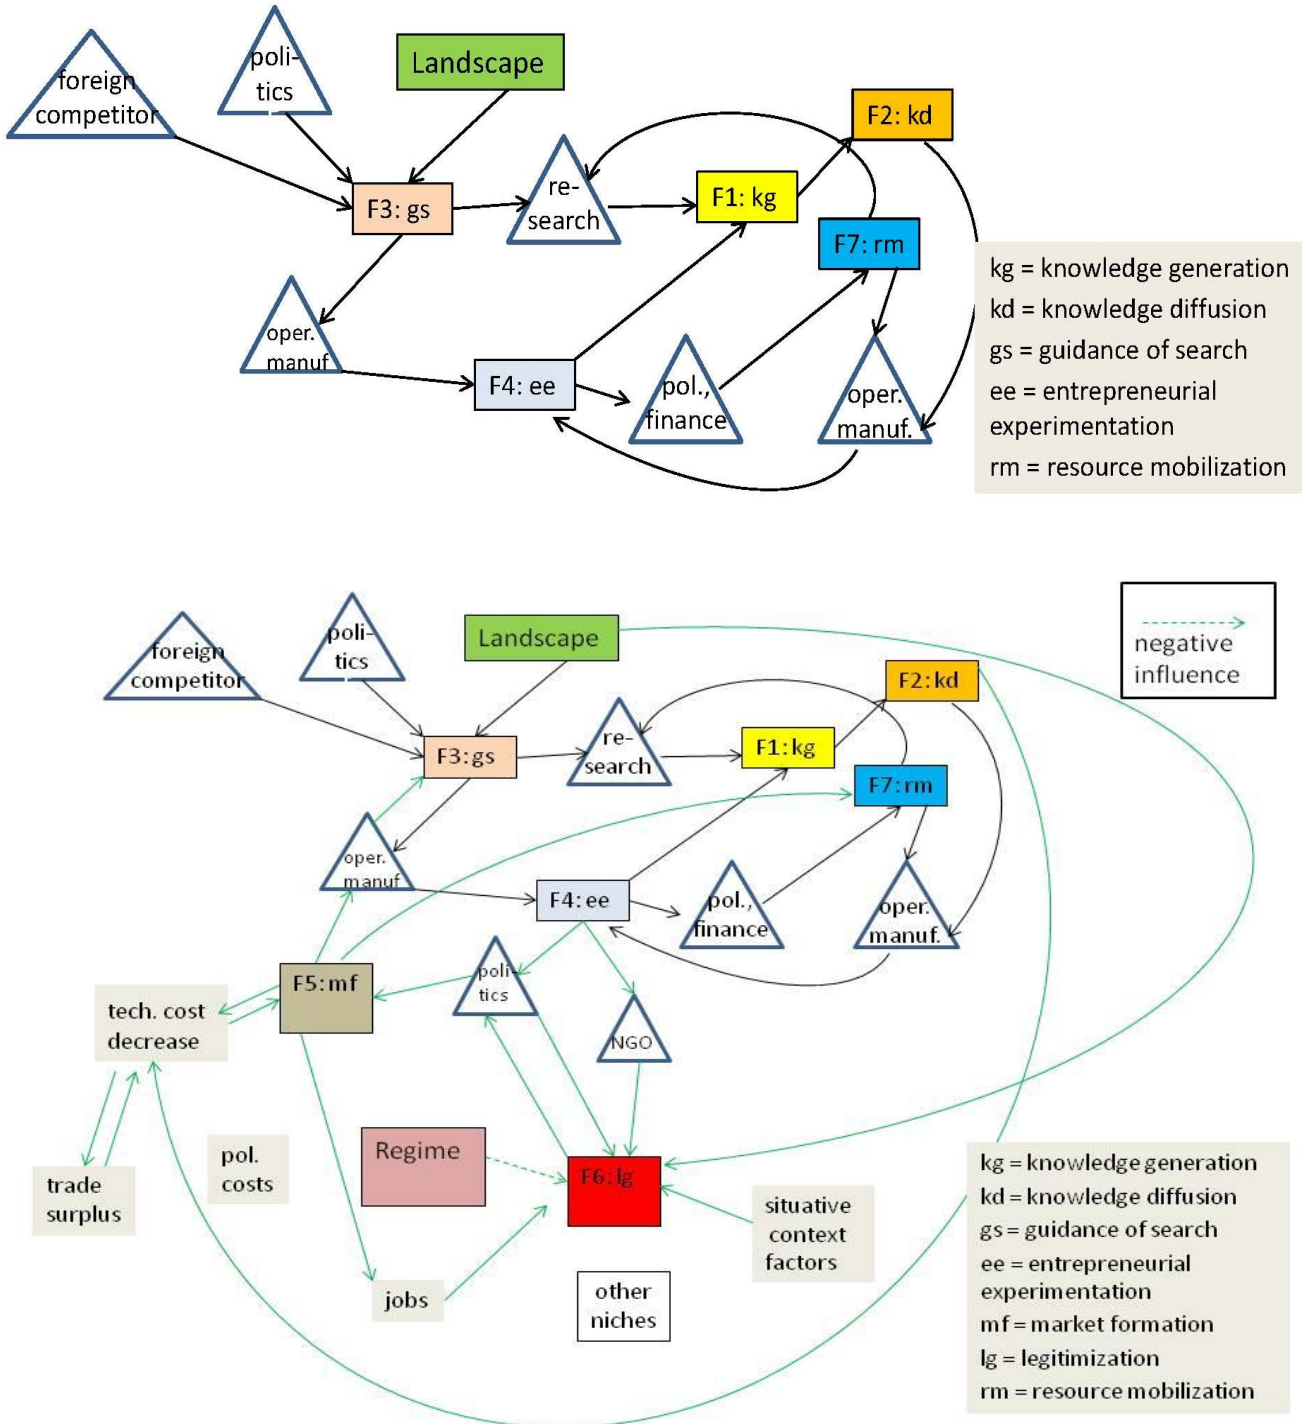 foreign
competitor
poli-
tics
Landscape
F2: kd
re-
search
F1: kg
F3: gs
F7: rm
oper.
manuf
F4: ee
pol.,
finance
oper.
manuf.
kg = knowledge generation
kd = knowledge diffusion
gs = guidance of search
ee = entrepreneurial
experimentation
rm = resource mobilization
foreign
competitor
poli-
tics
Landscape
negative
influence
F2: kd
re-
search
F1: kg
F3: gs
F7: rm
oper.
manuf
F4: ee
pol.,
finance
oper.
manuf.
F5: mf
poli-
tics
tech. cost
decrease
NGO
pol.
costs
Regime
F6: lg
trade
surplus
situative
context
factors
jobs
other
niches
kg = knowledge generation
kd = knowledge diffusion
gs = guidance of search
ee = entrepreneurial
experimentation
mf = market formation
lg = legitimization
rm = resource mobilization